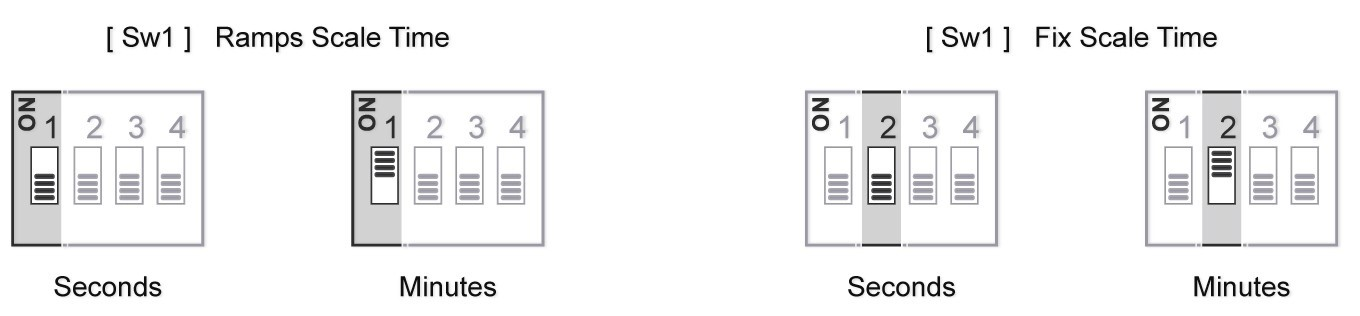 [ Sw1 ] Ramps Scale Time
[ Sw1 ] Fix Scale Time
ON 1 2 3 4
ON 1 2 3 4
ON 1 2 3 4
ON 1 2 3 4
Seconds
Minutes
Seconds
Minutes